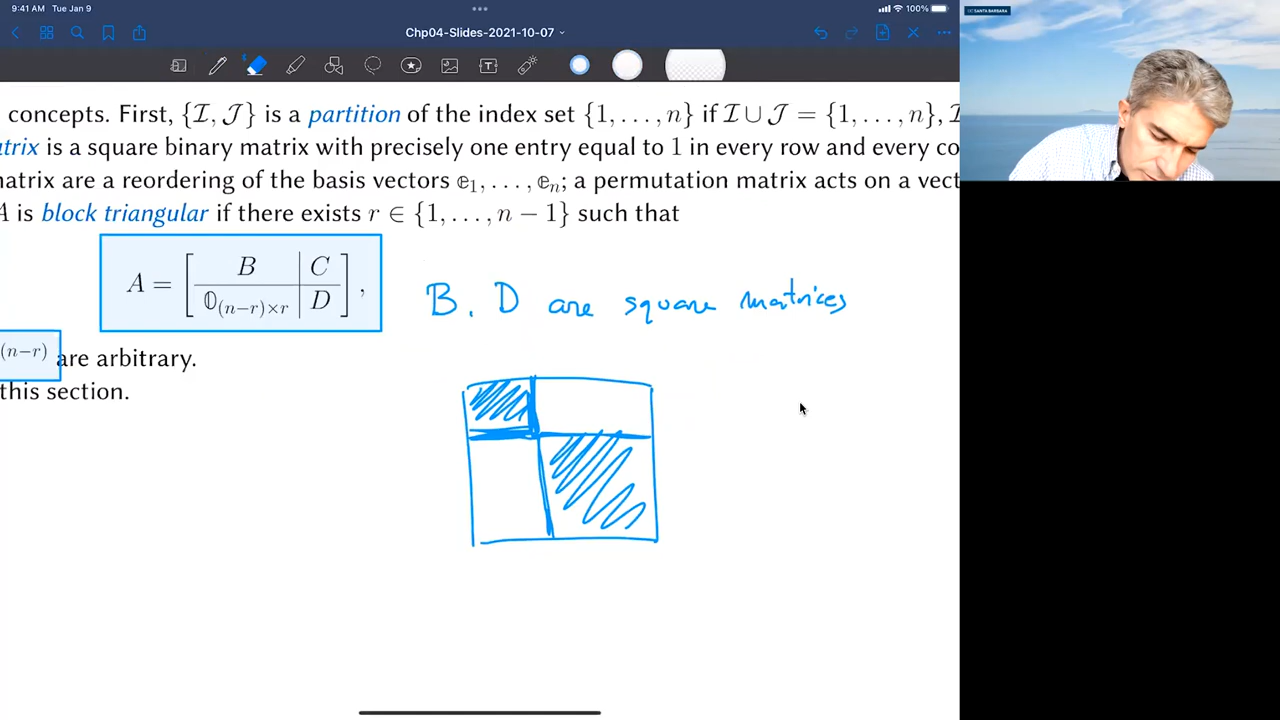 9:41 AM Tue Jan 9
100%
SANTA BARBARA
Chp04-Slides-2021-10-07
concepts. First, {ℐ, 𝒥} is a partition of the index set {1, . . . , n} if ℐ ∪ 𝒥 = {1, . . . , n}, ℐ
atrix is a square binary matrix with precisely one entry equal to 1 in every row and every co
natrix are a reordering of the basis vectors 𝕖₁, . . . , 𝕖ₙ; a permutation matrix acts on a vect
A is block triangular if there exists r ∈ {1, . . . , n − 1} such that
A = [ B | C
𝟘₍ₙ₋ᵣ₎ₓᵣ | D ] ,
B. D are square matrices
(n−r) are arbitrary.
this section.